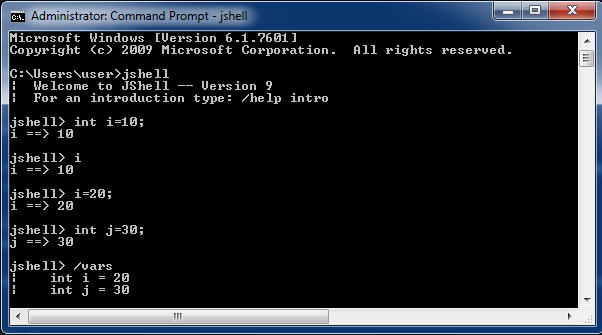 Administrator: Command Prompt - jshell
Microsoft Windows [Version 6.1.7601]
Copyright (c) 2009 Microsoft Corporation.  All rights reserved.
C:\Users\user>jshell
|  Welcome to JShell -- Version 9
|  For an introduction type: /help intro
jshell> int i=10;
i ==> 10
jshell> i
i ==> 10
jshell> i=20;
i ==> 20
jshell> int j=30;
j ==> 30
jshell> /vars
|    int i = 20
|    int j = 30